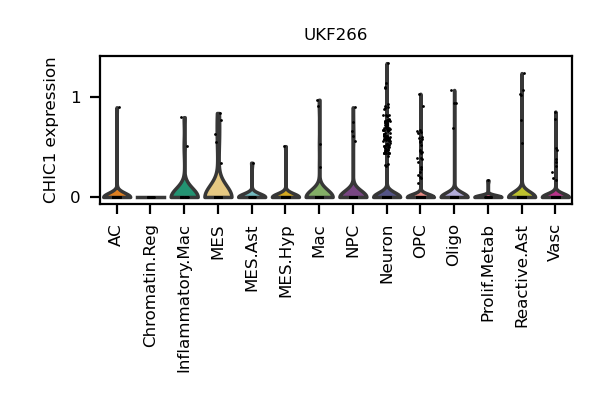 UKF266
CHIC1 expression
1
0
AC
Chromatin.Reg
Inflammatory.Mac
MES
MES.Ast
MES.Hyp
Mac
NPC
Neuron
OPC
Oligo
Prolif.Metab
Reactive.Ast
Vasc